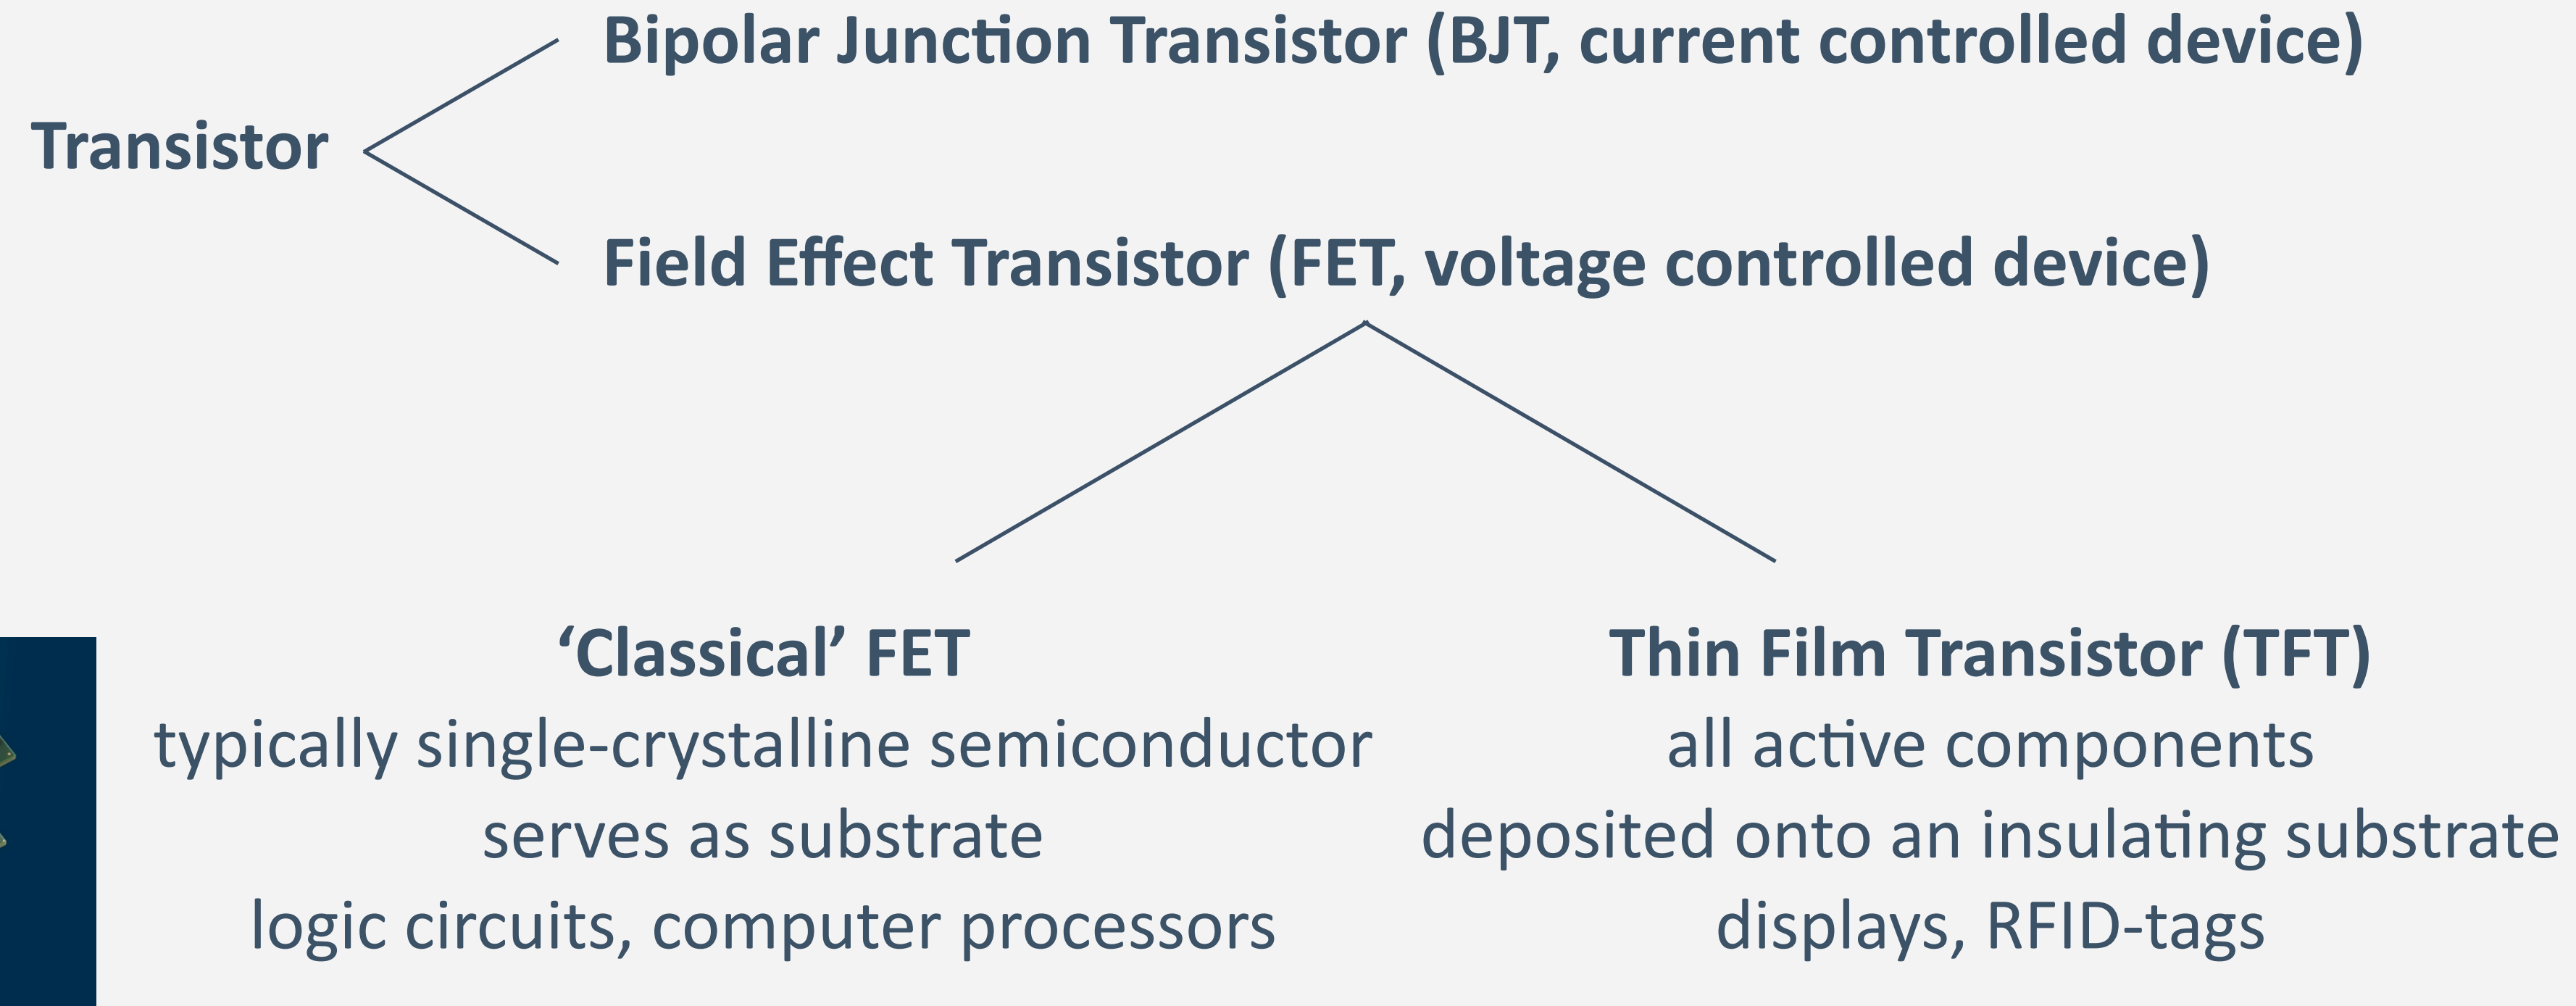 Bipolar Junction Transistor (BJT, current controlled device)
Transistor
Field Effect Transistor (FET, voltage controlled device)
‘Classical’ FET
typically single-crystalline semiconductor
serves as substrate
logic circuits, computer processors
Thin Film Transistor (TFT)
all active components
deposited onto an insulating substrate
displays, RFID-tags